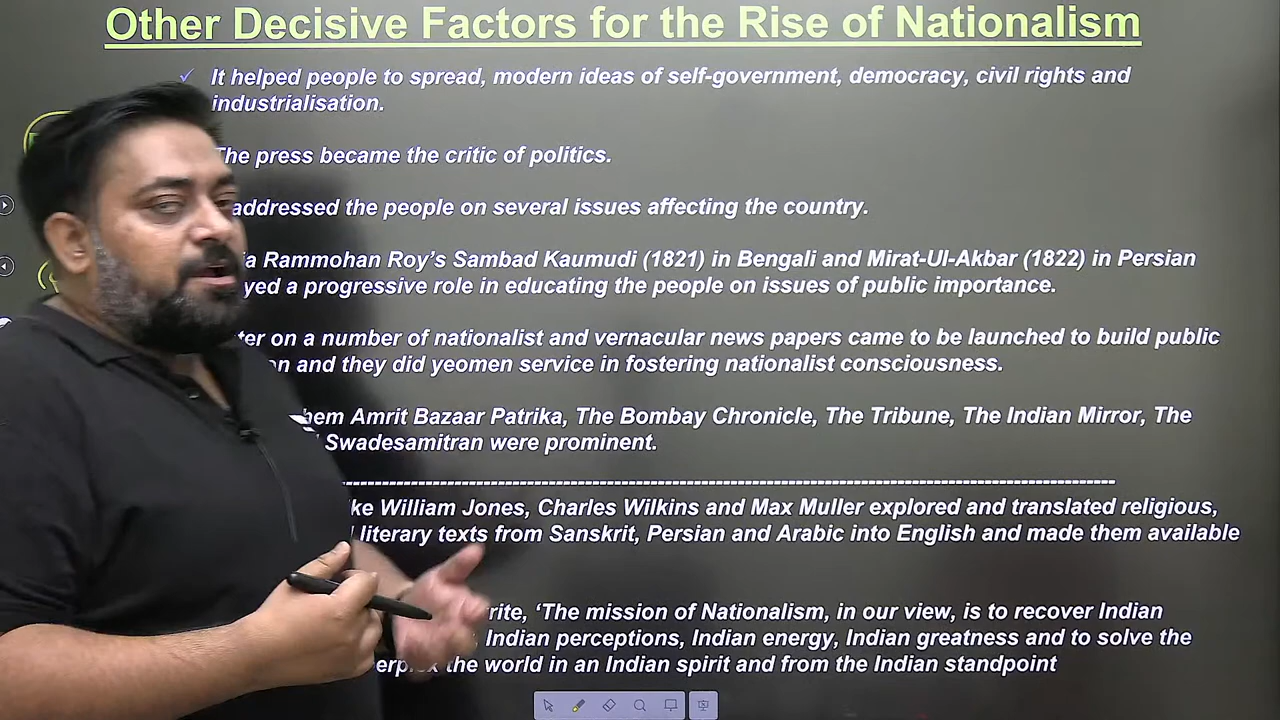 Other Decisive Factors for the Rise of Nationalism
It helped people to spread, modern ideas of self-government, democracy, civil rights and
industrialisation.
The press became the critic of politics.
addressed the people on several issues affecting the country.
Rammohan Roy's Sambad Kaumudi (1821) in Bengali and Mirat-Ul-Akbar (1822) in Persian
a progressive role in educating the people on issues of public importance.
on a number of nationalist and vernacular news papers came to be launched to build public
and they did yeomen service in fostering nationalist consciousness.
Amrit Bazaar Patrika, The Bombay Chronicle, The Tribune, The Indian Mirror, The
Swadesamitran were prominent.
William Jones, Charles Wilkins and Max Muller explored and translated religious,
literary texts from Sanskrit, Persian and Arabic into English and made them available
'The mission of Nationalism, in our view, is to recover Indian
Indian perceptions, Indian energy, Indian greatness and to solve the
the world in an Indian spirit and from the Indian standpoint